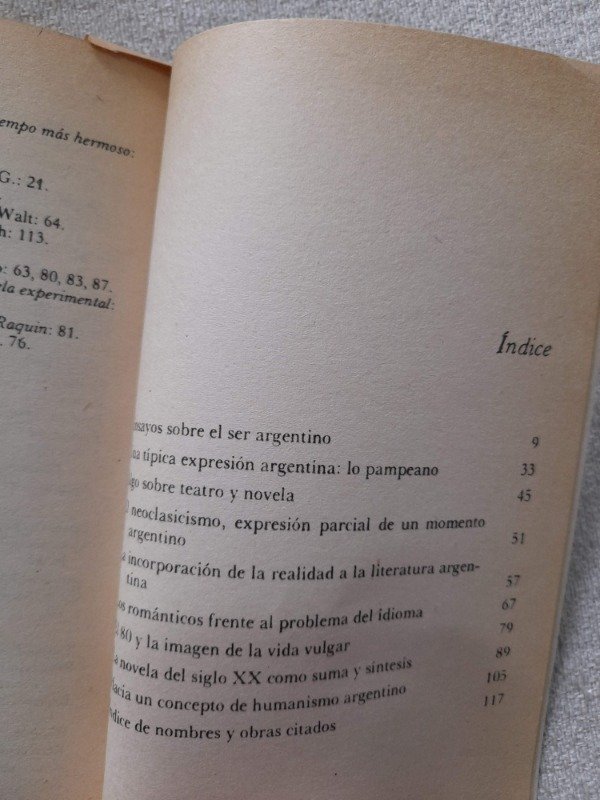 empo más hermoso:
G.: 21.
Walt: 64.
h: 113.
o: 63, 80, 83, 87.
ela experimental:
Raquin: 81.
. 76.
Índice
nsayos sobre el ser argentino 9
na típica expresión argentina: lo pampeano 33
lgo sobre teatro y novela 45
l neoclasicismo, expresión parcial de un momento
argentino 51
a incorporación de la realidad a la literatura argen-
tina 57
os románticos frente al problema del idioma 67
80 y la imagen de la vida vulgar 79
a novela del siglo XX como suma y síntesis 89
acia un concepto de humanismo argentino 105
ndice de nombres y obras citados 117